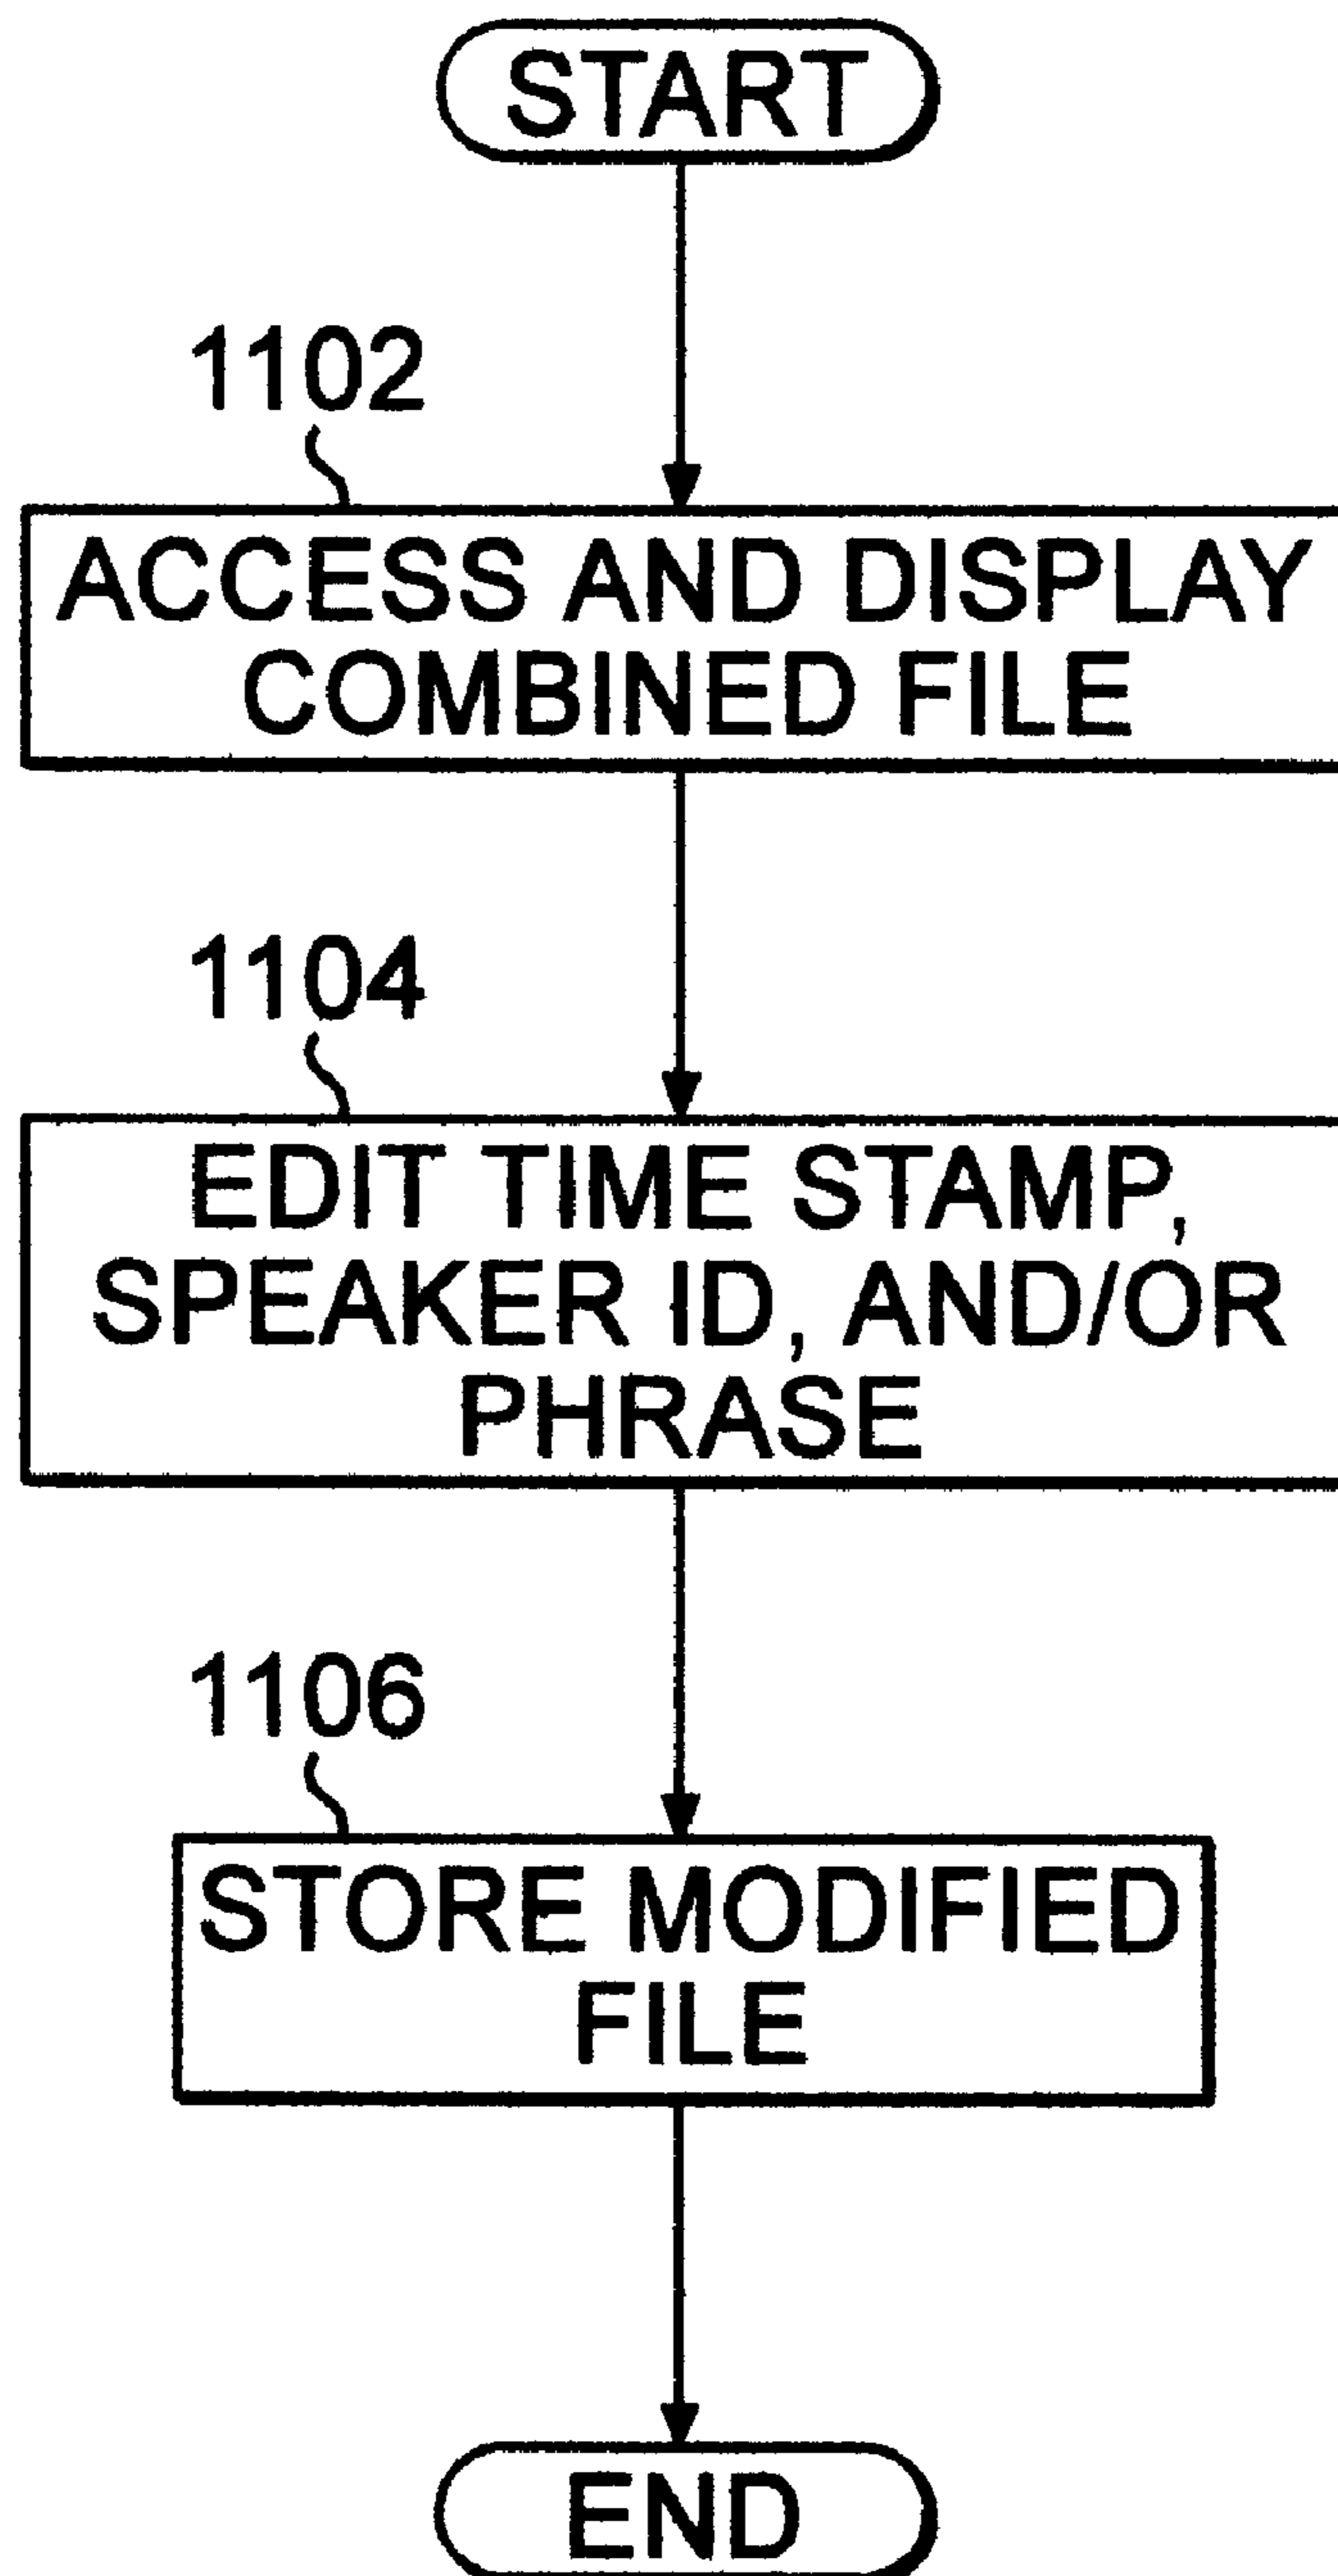 START
1102
ACCESS AND DISPLAY
COMBINED FILE
1104
EDIT TIME STAMP,
SPEAKER ID, AND/OR
PHRASE
1106
STORE MODIFIED
FILE
END